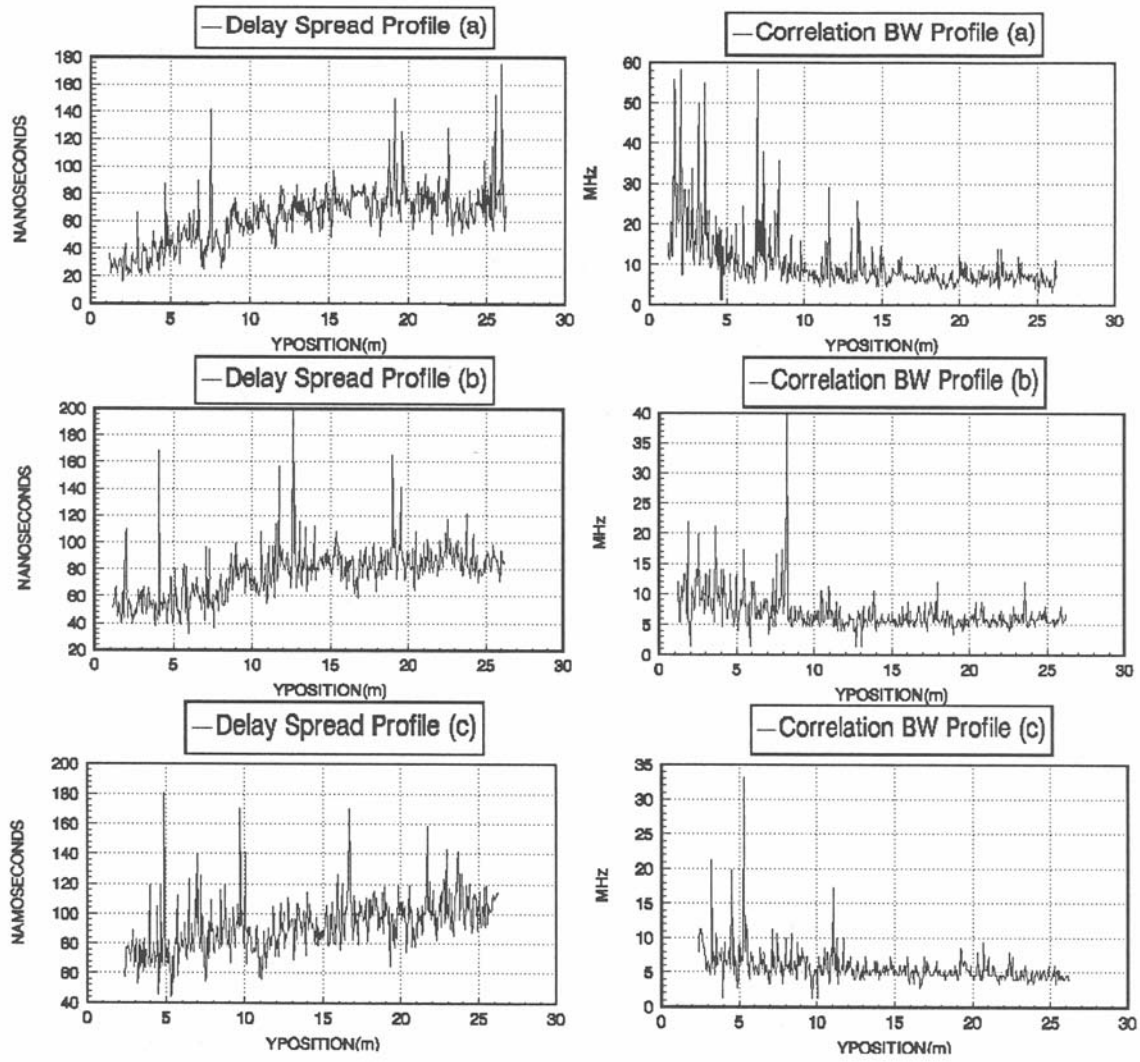 — Delay Spread Profile (a)
NANOSECONDS
180
160
140
120
100
80
60
40
20
0
0 5 10 15 20 25 30
YPOSITION(m)
— Correlation BW Profile (a)
MHz
60
50
40
30
20
10
0
0 5 10 15 20 25 30
YPOSITION(m)
— Delay Spread Profile (b)
NANOSECONDS
200
180
160
140
120
100
80
60
40
20
0 5 10 15 20 25 30
YPOSITION(m)
— Correlation BW Profile (b)
MHz
40
35
30
25
20
15
10
5
0
0 5 10 15 20 25 30
YPOSITION(m)
— Delay Spread Profile (c)
NAMOSECONDS
200
180
160
140
120
100
80
60
40
0 5 10 15 20 25 30
YPOSITION(m)
— Correlation BW Profile (c)
MHz
35
30
25
20
15
10
5
0
0 5 10 15 20 25 30
YPOSITION(m)